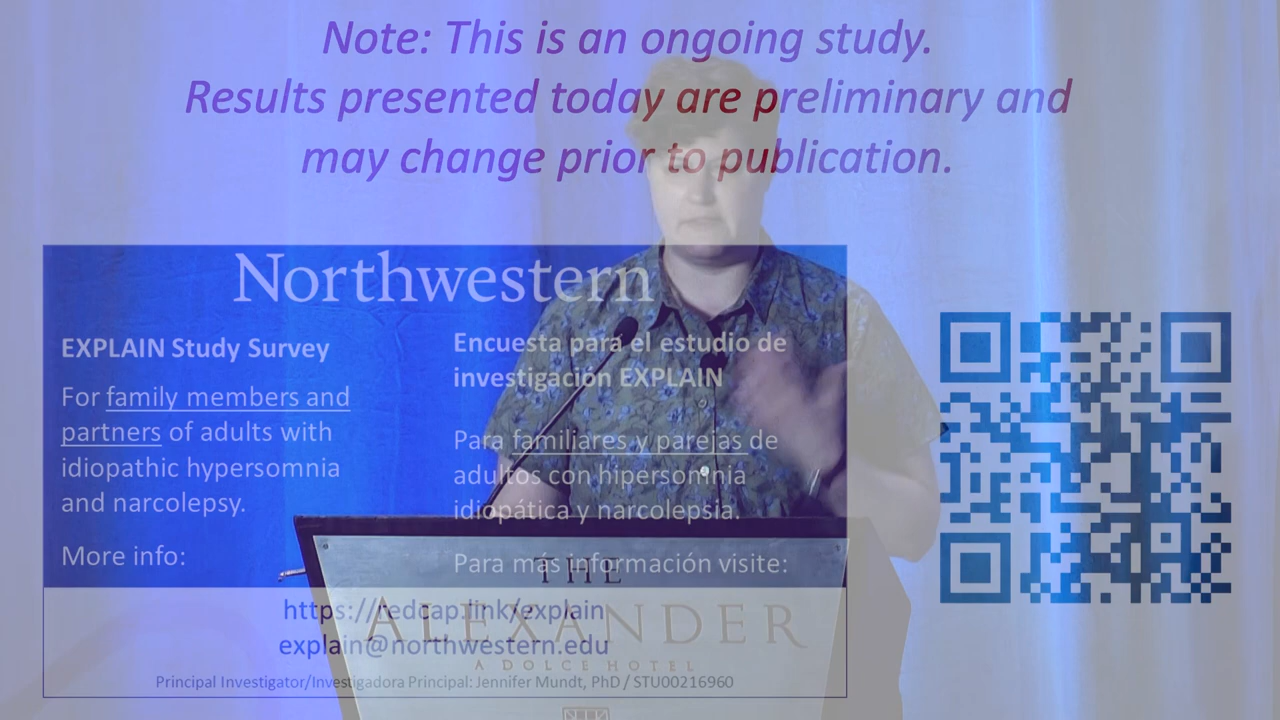 Note: This is an ongoing study.
Results presented today are preliminary and
may change prior to publication.
Northwestern
EXPLAIN Study Survey
For family members and
partners of adults with
idiopathic hypersomnia
and narcolepsy.
More info:
Encuesta para el estudio de
investigación EXPLAIN
Para familiares y parejas de
adultos con hipersomnia
idiopática y narcolepsia.
Para más información visite:
https://redcap.link/explain
explain@northwestern.edu
Principal Investigator/Investigadora Principal: Jennifer Mundt, PhD / STU00216960
THE
ALEXANDER
A DOLCE HOTEL